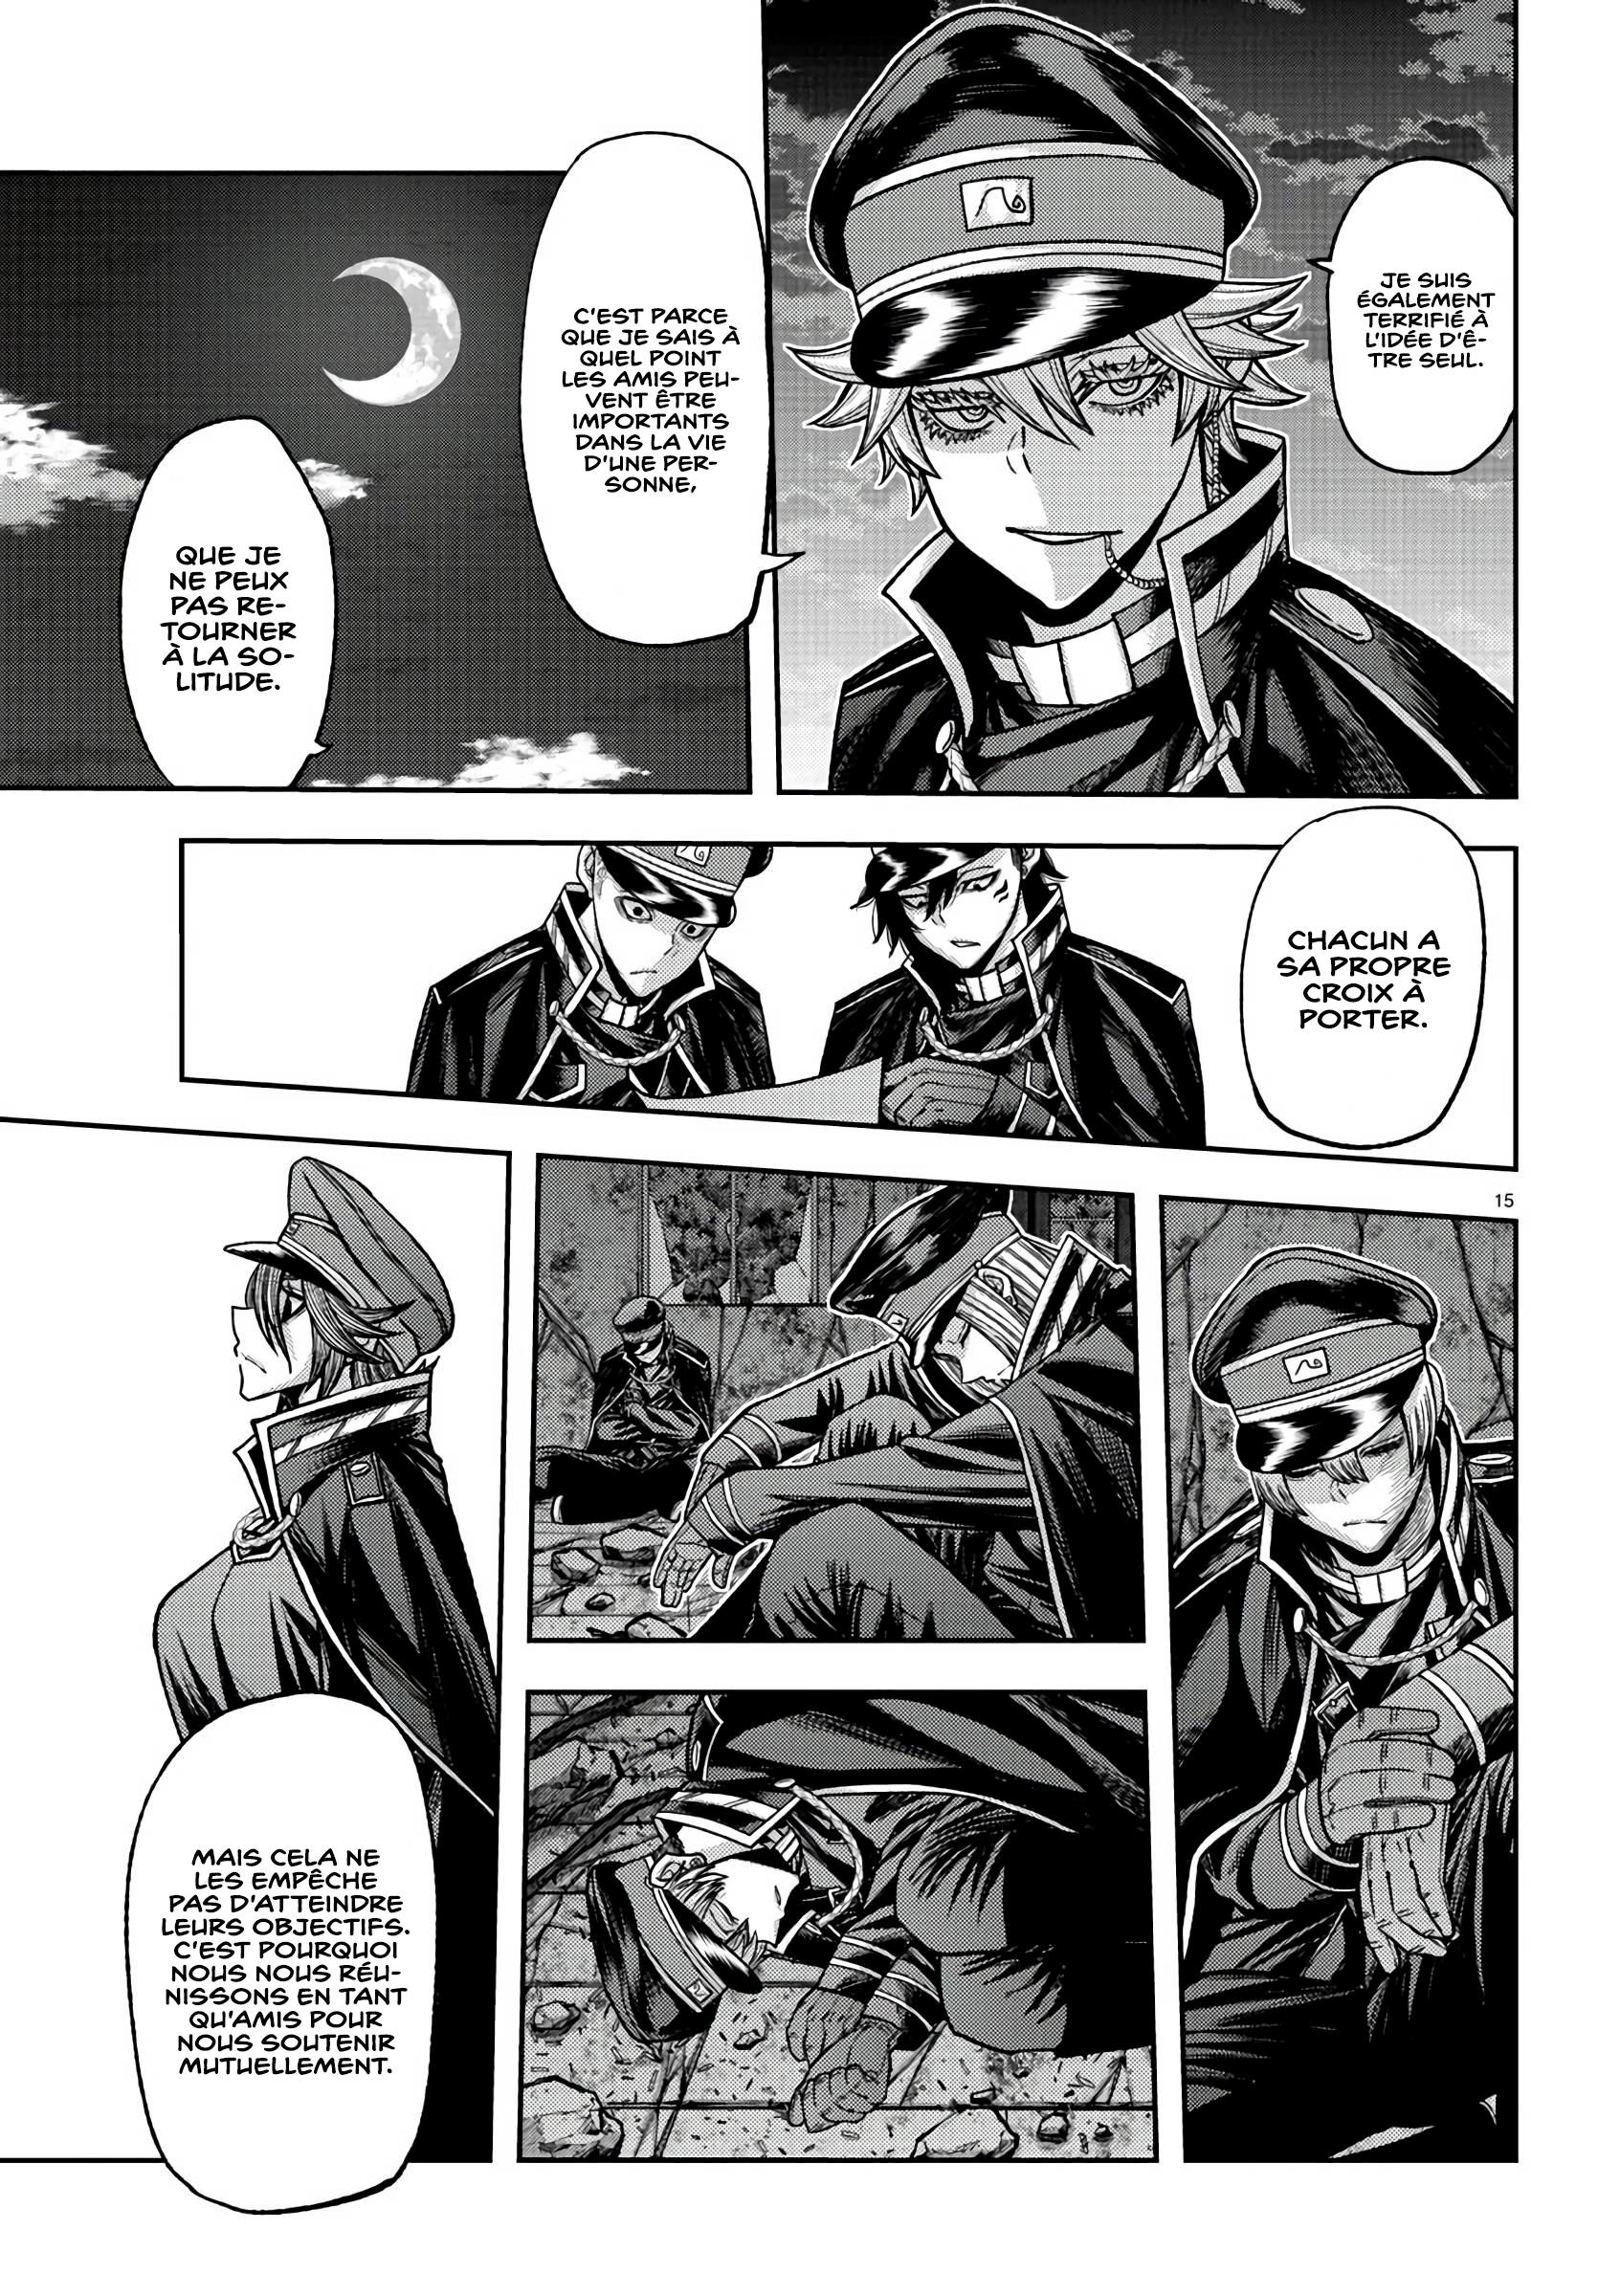 JE SUIS
ÉGALEMENT
TERRIFIÉ À
L'IDÉE D'Ê-
TRE SEUL.
C'EST PARCE
QUE JE SAIS À
QUEL POINT
LES AMIS PEU-
VENT ÊTRE
IMPORTANTS
DANS LA VIE
D'UNE PER-
SONNE,
QUE JE
NE PEUX
PAS RE-
TOURNER
À LA SO-
LITUDE.
CHACUN A
SA PROPRE
CROIX À
PORTER.
15
MAIS CELA NE
LES EMPÊCHE
PAS D'ATTEINDRE
LEURS OBJECTIFS.
C'EST POURQUOI
NOUS NOUS RÉU-
NISSONS EN TANT
QU'AMIS POUR
NOUS SOUTENIR
MUTUELLEMENT.